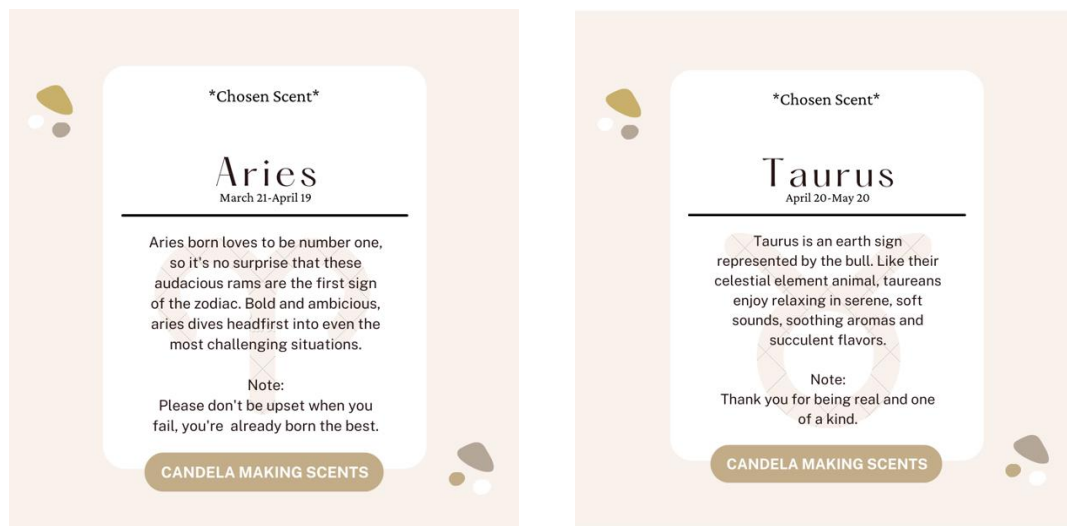 *Chosen Scent*
Aries
March 21-April 19
Aries born loves to be number one,
so it's no surprise that these
audacious rams are the first sign
of the zodiac. Bold and ambicious,
aries dives headfirst into even the
most challenging situations.
Note:
Please don't be upset when you
fail, you're already born the best.
CANDELA MAKING SCENTS
*Chosen Scent*
Taurus
April 20-May 20
Taurus is an earth sign
represented by the bull. Like their
celestial element animal, taureans
enjoy relaxing in serene, soft
sounds, soothing aromas and
succulent flavors.
Note:
Thank you for being real and one
of a kind.
CANDELA MAKING SCENTS